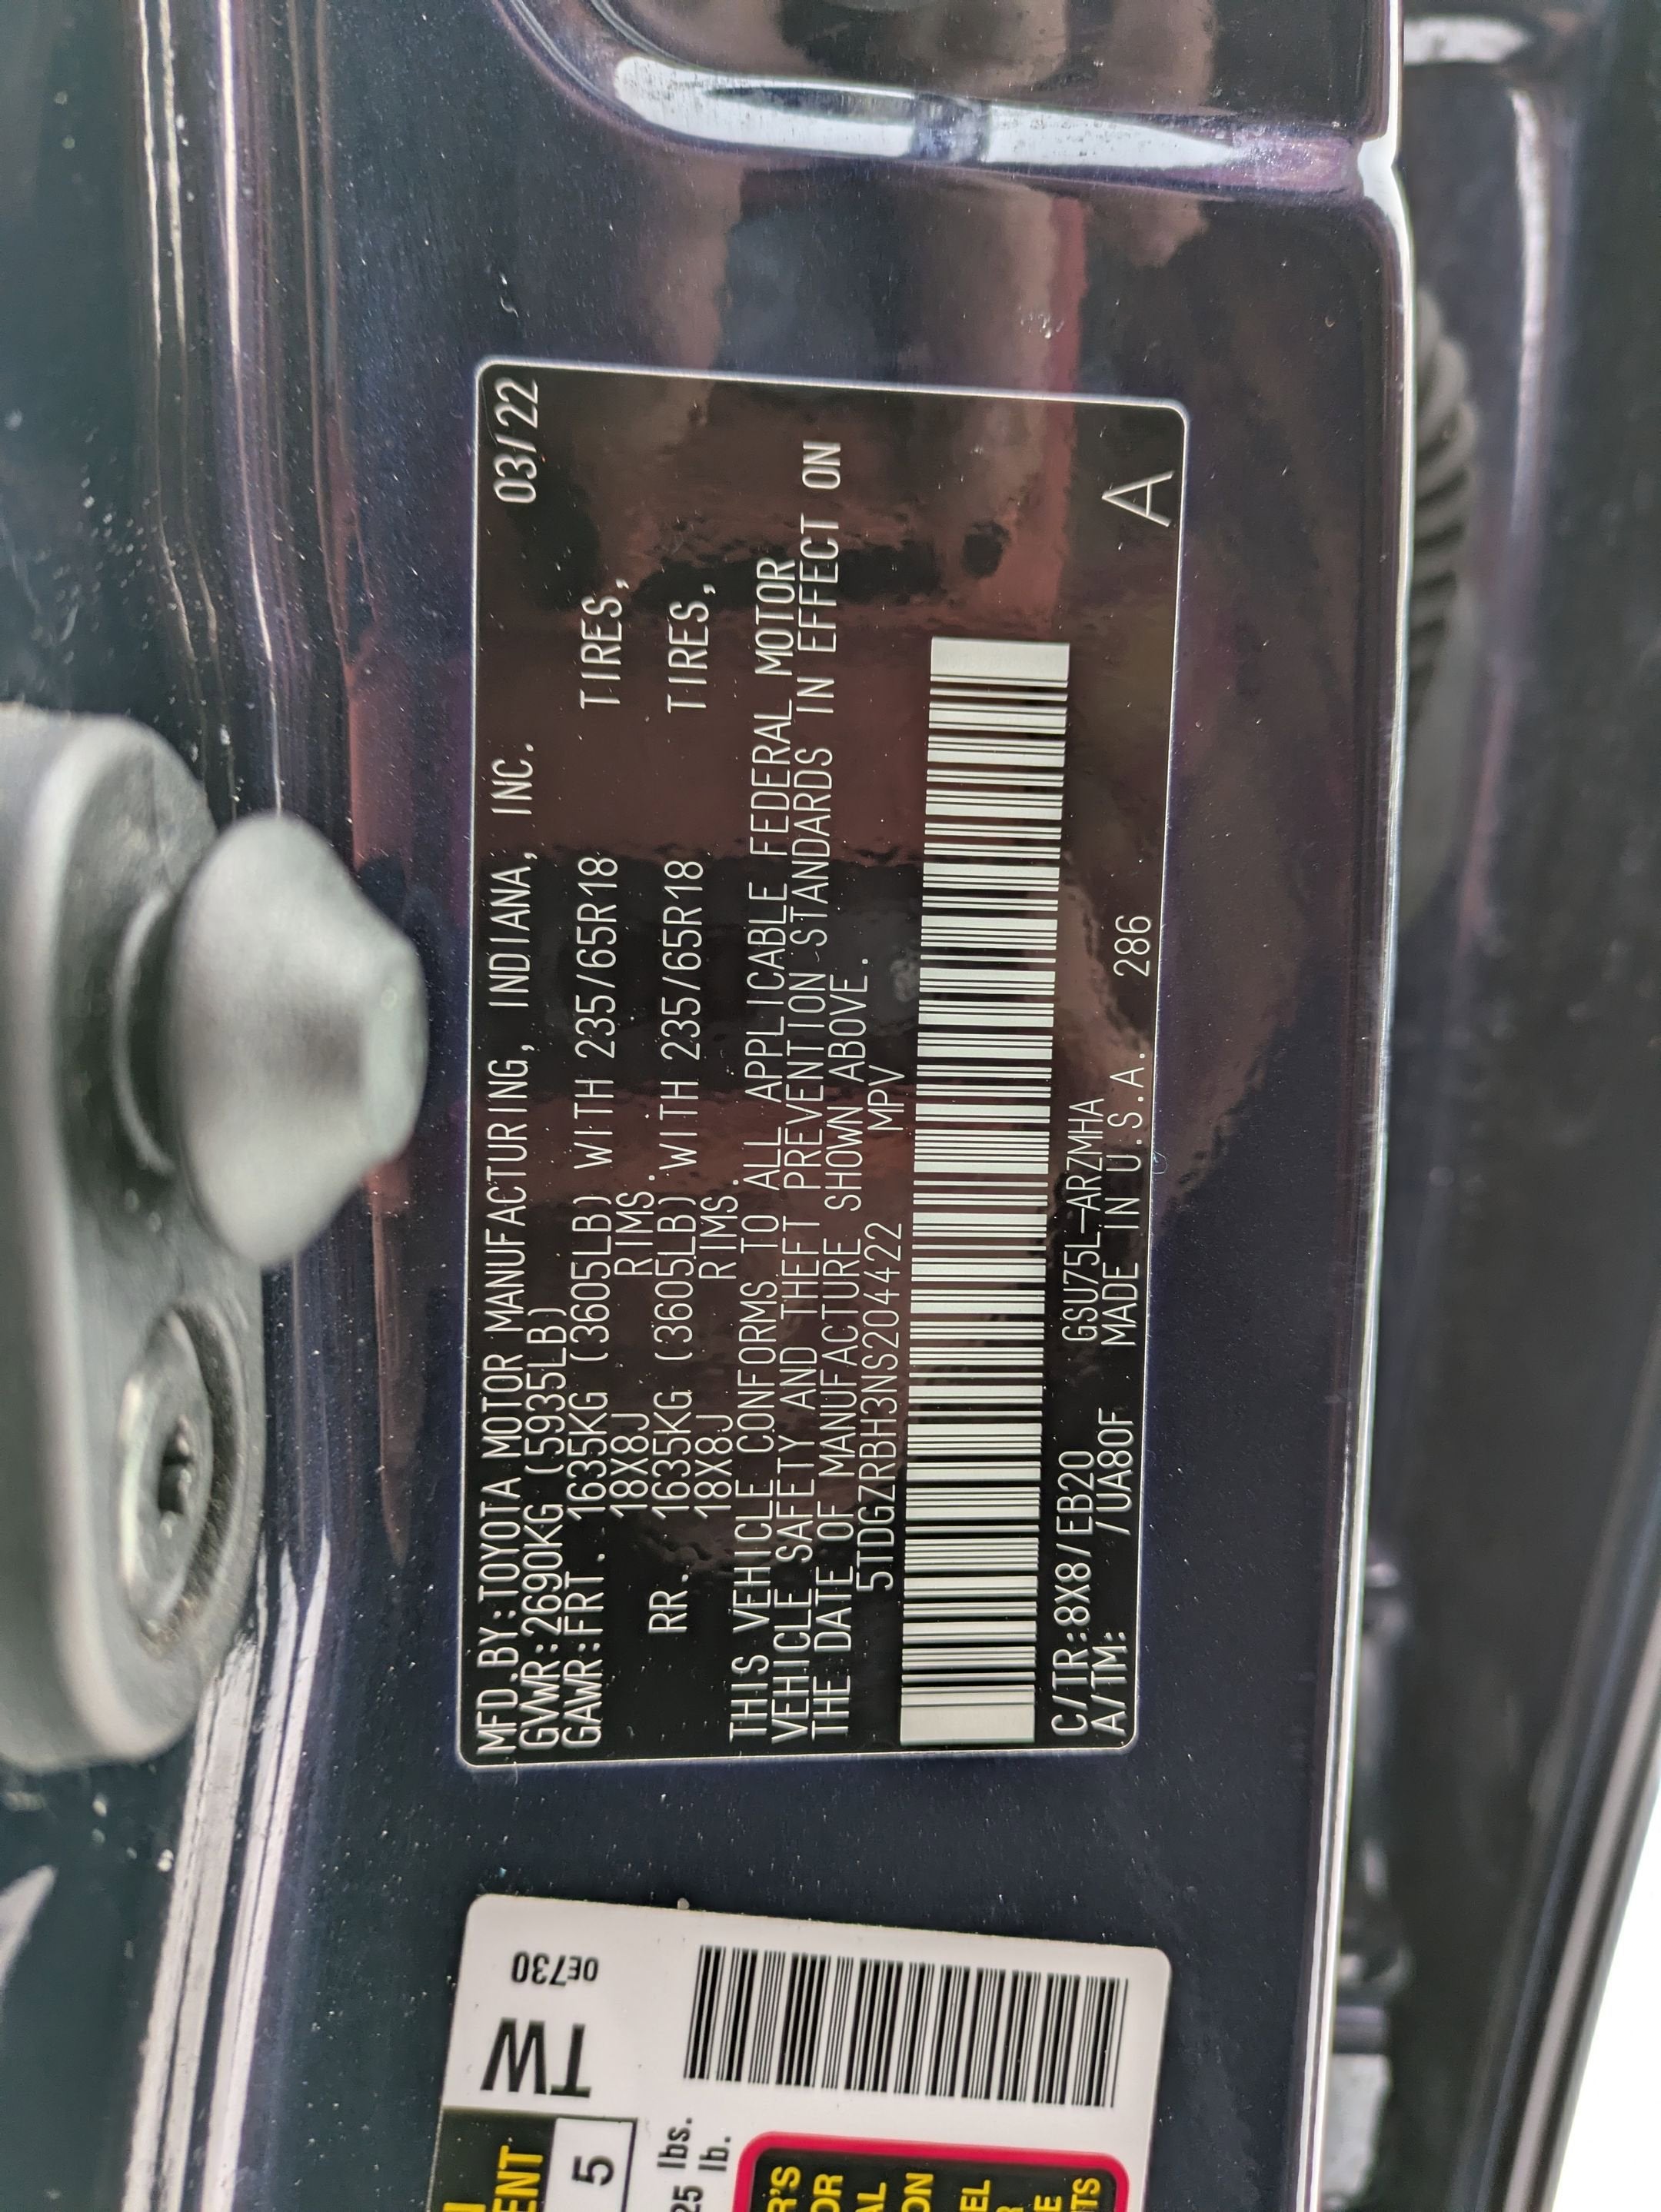 MFD.BY:TOYOTA MOTOR MANUFACTURING, INDIANA, INC. 03/22
GVWR:2690KG (5935LB)
GAWR:FRT. 1635KG (3605LB) WITH 235/65R18 TIRES,
18X8J RIMS.
RR. 1635KG (3605LB) WITH 235/65R18 TIRES,
18X8J RIMS.
THIS VEHICLE CONFORMS TO ALL APPLICABLE FEDERAL MOTOR
VEHICLE SAFETY AND THEFT PREVENTION STANDARDS IN EFFECT ON
THE DATE OF MANUFACTURE SHOWN ABOVE.
5TDGZRBH3NS204422 MPV
C/TR:8X8/EB20 GSU75L-ARZMHA
A/TM: /UA80F MADE IN U.S.A. 286
A
TW
0E730
5
25 lbs.
lb.